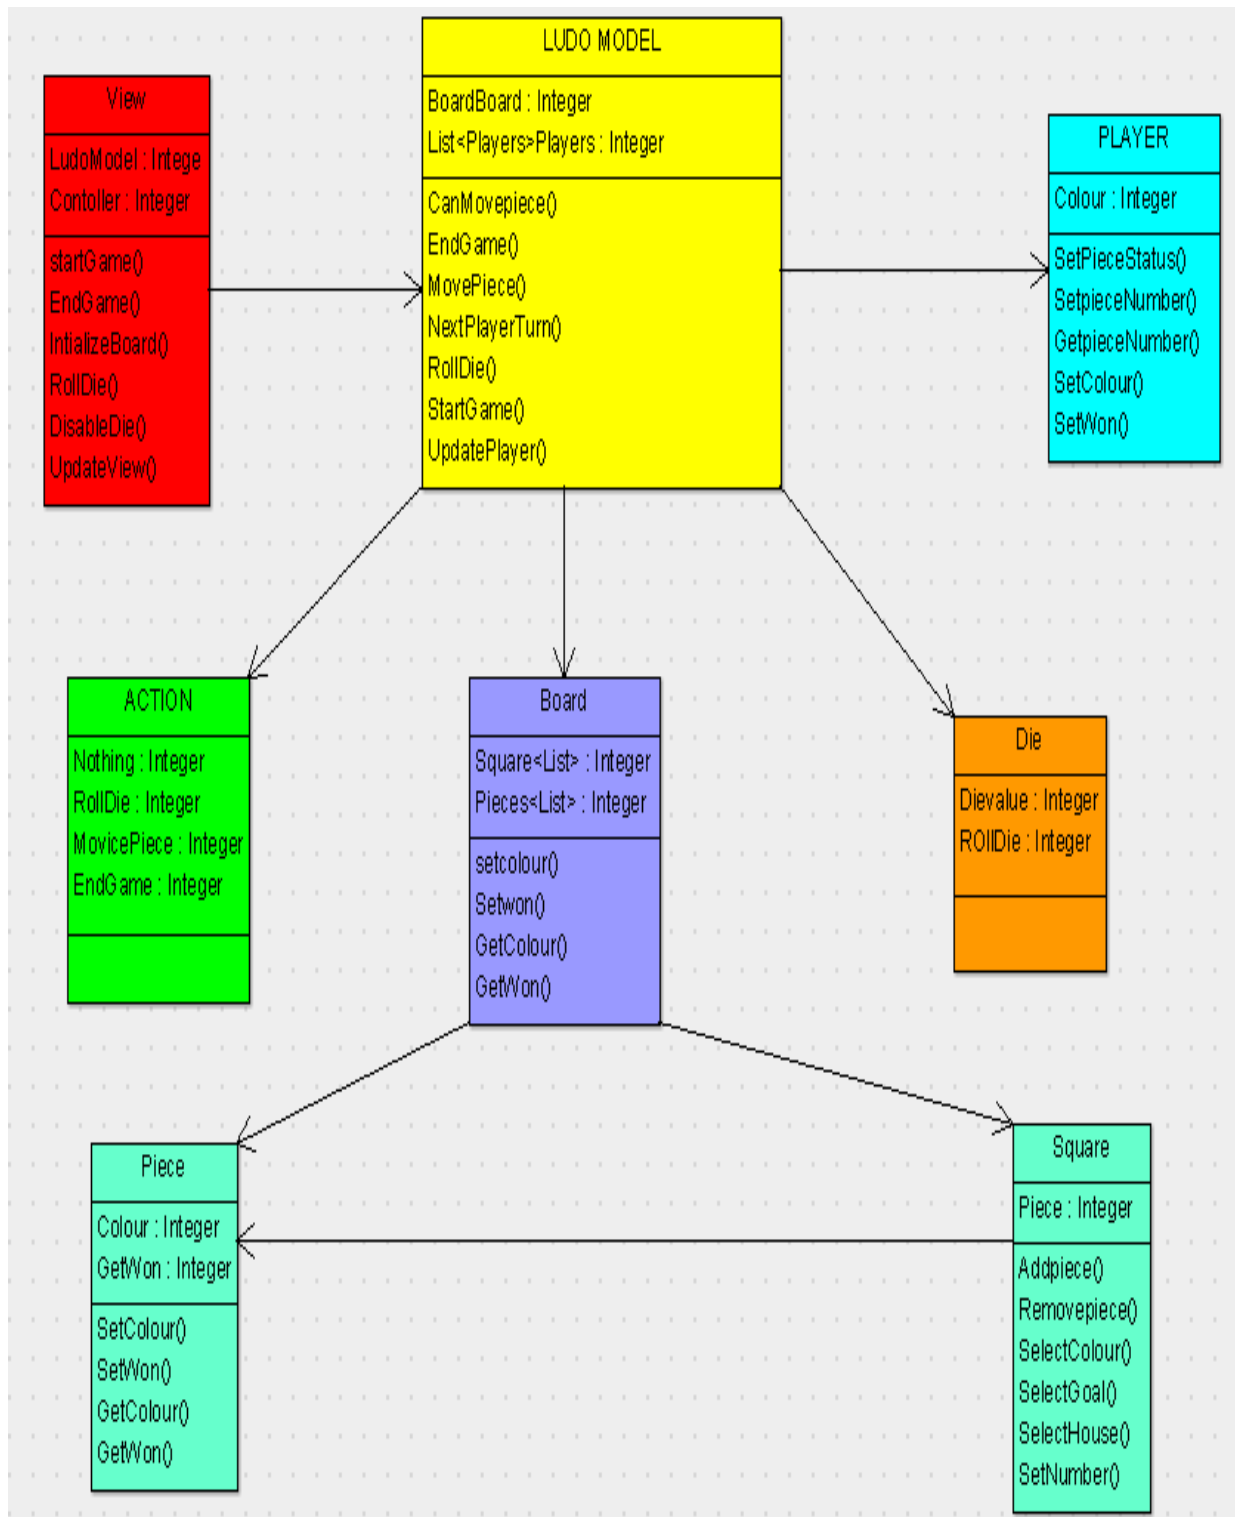 View
LudoModel : Intege
Contoller : Integer
startGame()
EndGame()
IntializeBoard()
RollDie()
DisableDie()
UpdateView()
LUDO MODEL
BoardBoard : Integer
List<Players>Players : Integer
CanMovepiece()
EndGame()
MovePiece()
NextPlayerTurn()
RollDie()
StartGame()
UpdatePlayer()
PLAYER
Colour : Integer
SetPieceStatus()
SetpieceNumber()
GetpieceNumber()
SetColour()
SetWon()
ACTION
Nothing : Integer
RollDie : Integer
MovicePiece : Integer
EndGame : Integer
Board
Square<List> : Integer
Pieces<List> : Integer
setcolour()
Setwon()
GetColour()
GetWon()
Die
Dievalue : Integer
ROllDie : Integer
Piece
Colour : Integer
GetWon : Integer
SetColour()
SetWon()
GetColour()
GetWon()
Square
Piece : Integer
Addpiece()
Removepiece()
SelectColour()
SelectGoal()
SelectHouse()
SetNumber()